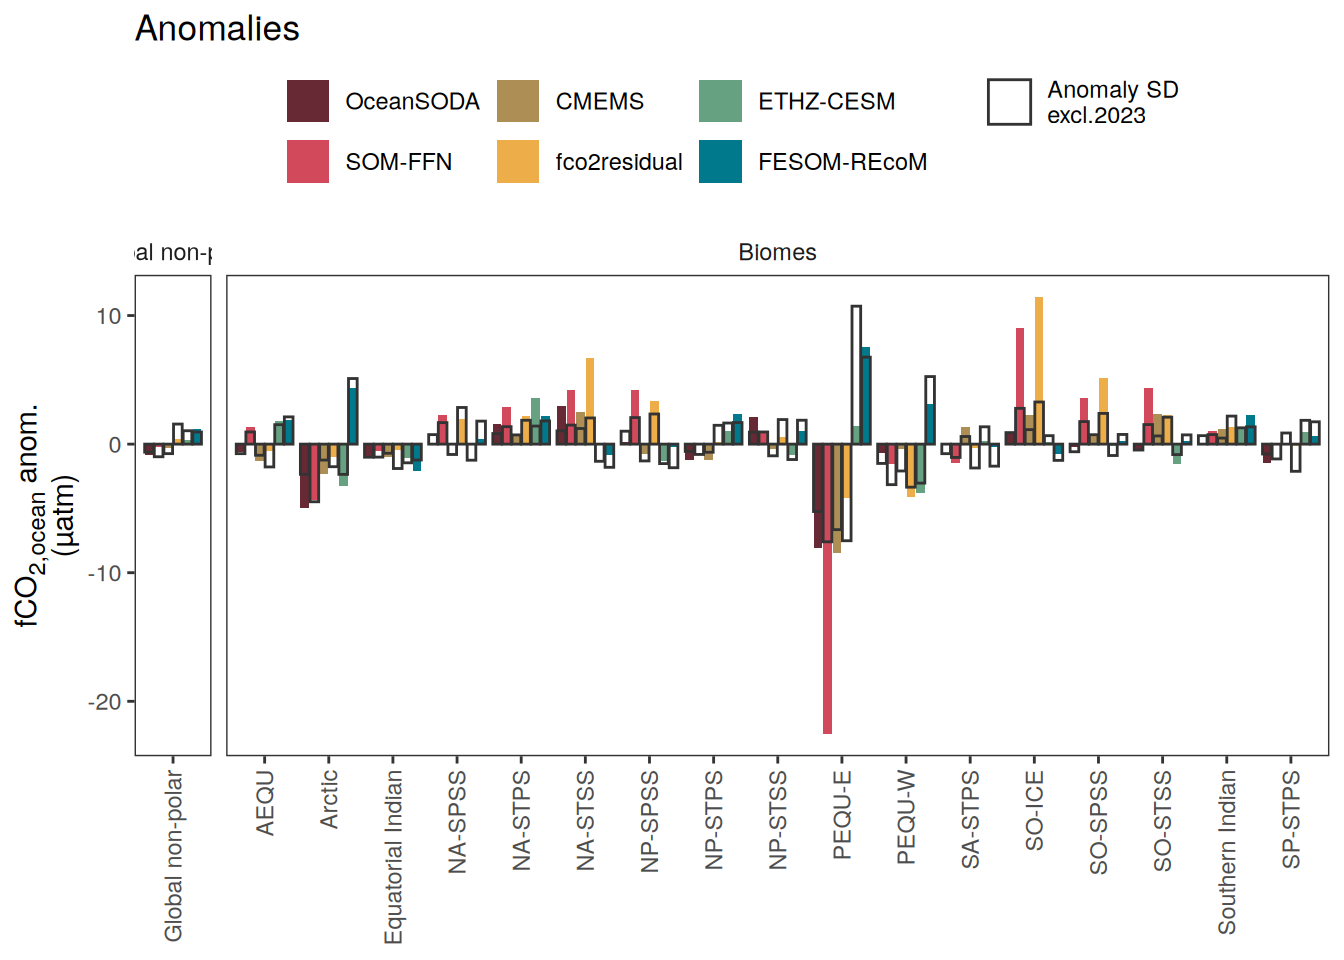 Anomalies
OceanSODA
CMEMS
ETHZ-CESM
Anomaly SD
excl.2023
SOM-FFN
fco2residual
FESOM-REcoM
bal non-p
Biomes
fCO2,ocean anom.
(µatm)
10
0
-10
-20
Global non-polar
AEQU
Arctic
Equatorial Indian
NA-SPSS
NA-STPS
NA-STSS
NP-SPSS
NP-STPS
NP-STSS
PEQU-E
PEQU-W
SA-STPS
SO-ICE
SO-SPSS
SO-STSS
Southern Indian
SP-STPS